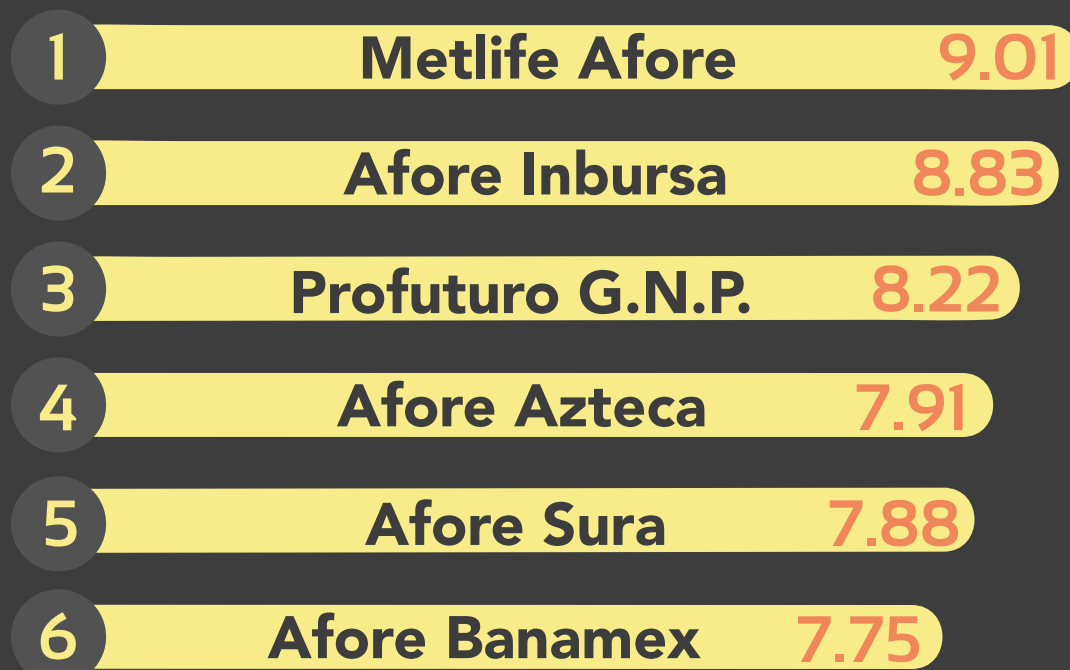 1 Metlife Afore 9.01
2 Afore Inbursa 8.83
3 Profuturo G.N.P. 8.22
4 Afore Azteca 7.91
5 Afore Sura 7.88
6 Afore Banamex 7.75